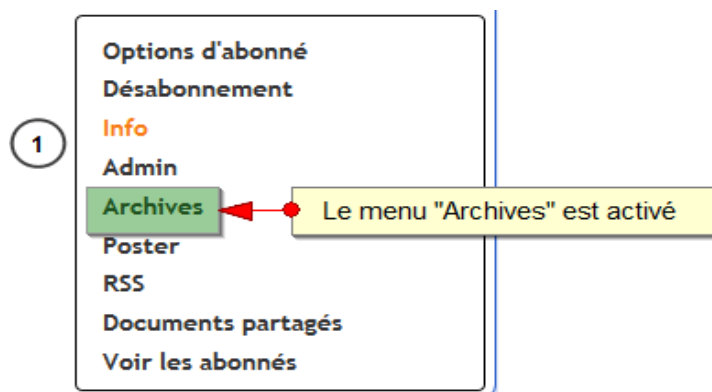 Options d'abonné
Désabonnement
Info
1
Admin
Archives
Le menu "Archives" est activé
Poster
RSS
Documents partagés
Voir les abonnés